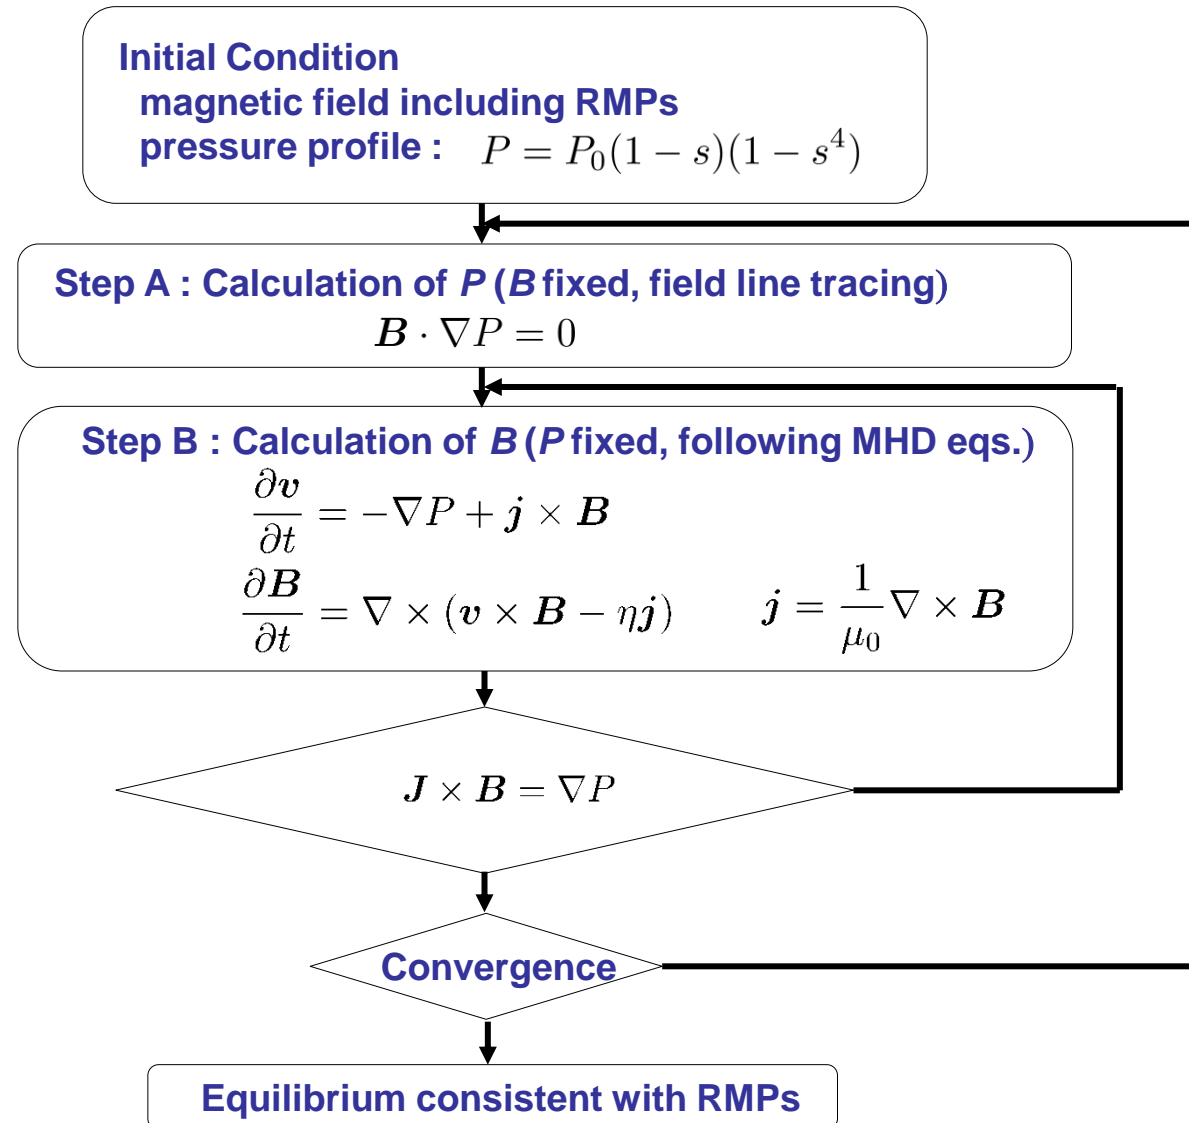 Initial Condition
magnetic field including RMPs
pressure profile : P = P₀(1 − s)(1 − s⁴)
Step A : Calculation of P (B fixed, field line tracing)
B · ∇P = 0
Step B : Calculation of B (P fixed, following MHD eqs.)
∂v/∂t = −∇P + j × B
∂B/∂t = ∇ × (v × B − ηj) j = 1/μ₀ ∇ × B
J × B = ∇P
Convergence
Equilibrium consistent with RMPs